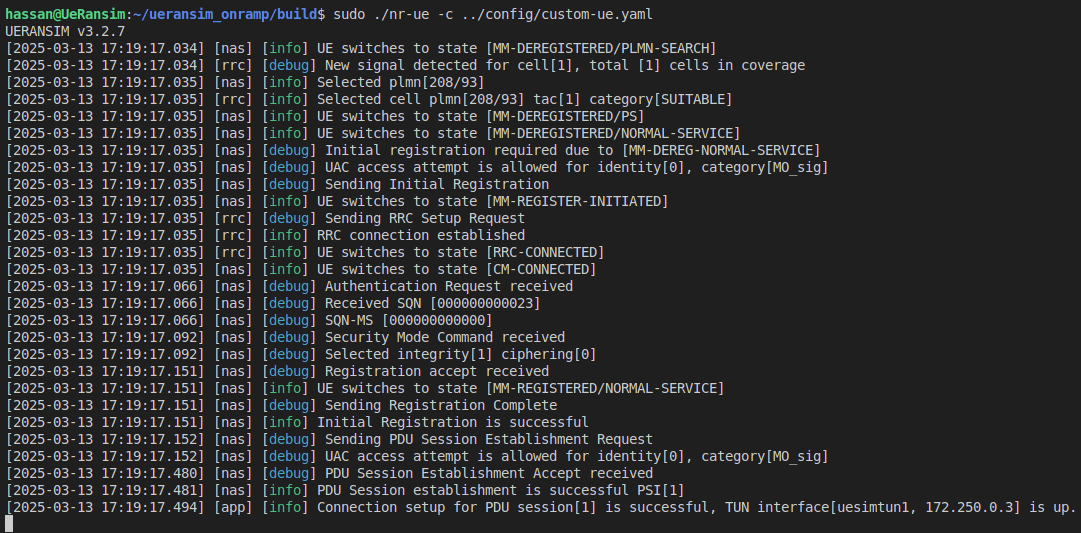 hassan@UeRansim:~/ueransim_onramp/build$ sudo ./nr-ue -c ../config/custom-ue.yaml
UERANSIM v3.2.7
[2025-03-13 17:19:17.034] [nas] [info] UE switches to state [MM-DEREGISTERED/PLMN-SEARCH]
[2025-03-13 17:19:17.034] [rrc] [debug] New signal detected for cell[1], total [1] cells in coverage
[2025-03-13 17:19:17.035] [nas] [info] Selected plmn[208/93]
[2025-03-13 17:19:17.035] [rrc] [info] Selected cell plmn[208/93] tac[1] category[SUITABLE]
[2025-03-13 17:19:17.035] [nas] [info] UE switches to state [MM-DEREGISTERED/PS]
[2025-03-13 17:19:17.035] [nas] [info] UE switches to state [MM-DEREGISTERED/NORMAL-SERVICE]
[2025-03-13 17:19:17.035] [nas] [debug] Initial registration required due to [MM-DEREG-NORMAL-SERVICE]
[2025-03-13 17:19:17.035] [nas] [debug] UAC access attempt is allowed for identity[0], category[MO_sig]
[2025-03-13 17:19:17.035] [nas] [debug] Sending Initial Registration
[2025-03-13 17:19:17.035] [nas] [info] UE switches to state [MM-REGISTER-INITIATED]
[2025-03-13 17:19:17.035] [rrc] [debug] Sending RRC Setup Request
[2025-03-13 17:19:17.035] [rrc] [info] RRC connection established
[2025-03-13 17:19:17.035] [rrc] [info] UE switches to state [RRC-CONNECTED]
[2025-03-13 17:19:17.035] [nas] [info] UE switches to state [CM-CONNECTED]
[2025-03-13 17:19:17.066] [nas] [debug] Authentication Request received
[2025-03-13 17:19:17.066] [nas] [debug] Received SQN [000000000023]
[2025-03-13 17:19:17.066] [nas] [debug] SQN-MS [000000000000]
[2025-03-13 17:19:17.092] [nas] [debug] Security Mode Command received
[2025-03-13 17:19:17.092] [nas] [debug] Selected integrity[1] ciphering[0]
[2025-03-13 17:19:17.151] [nas] [debug] Registration accept received
[2025-03-13 17:19:17.151] [nas] [info] UE switches to state [MM-REGISTERED/NORMAL-SERVICE]
[2025-03-13 17:19:17.151] [nas] [debug] Sending Registration Complete
[2025-03-13 17:19:17.151] [nas] [info] Initial Registration is successful
[2025-03-13 17:19:17.152] [nas] [debug] Sending PDU Session Establishment Request
[2025-03-13 17:19:17.152] [nas] [debug] UAC access attempt is allowed for identity[0], category[MO_sig]
[2025-03-13 17:19:17.480] [nas] [debug] PDU Session Establishment Accept received
[2025-03-13 17:19:17.481] [nas] [info] PDU Session establishment is successful PSI[1]
[2025-03-13 17:19:17.494] [app] [info] Connection setup for PDU session[1] is successful, TUN interface[uesimtun1, 172.250.0.3] is up.